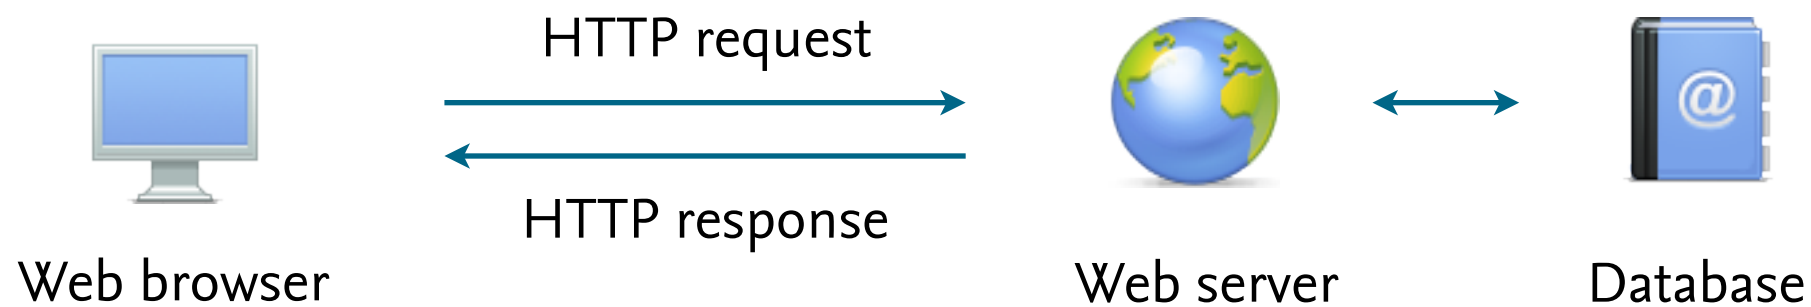 HTTP request
@
HTTP response
Web browser
Web server
Database